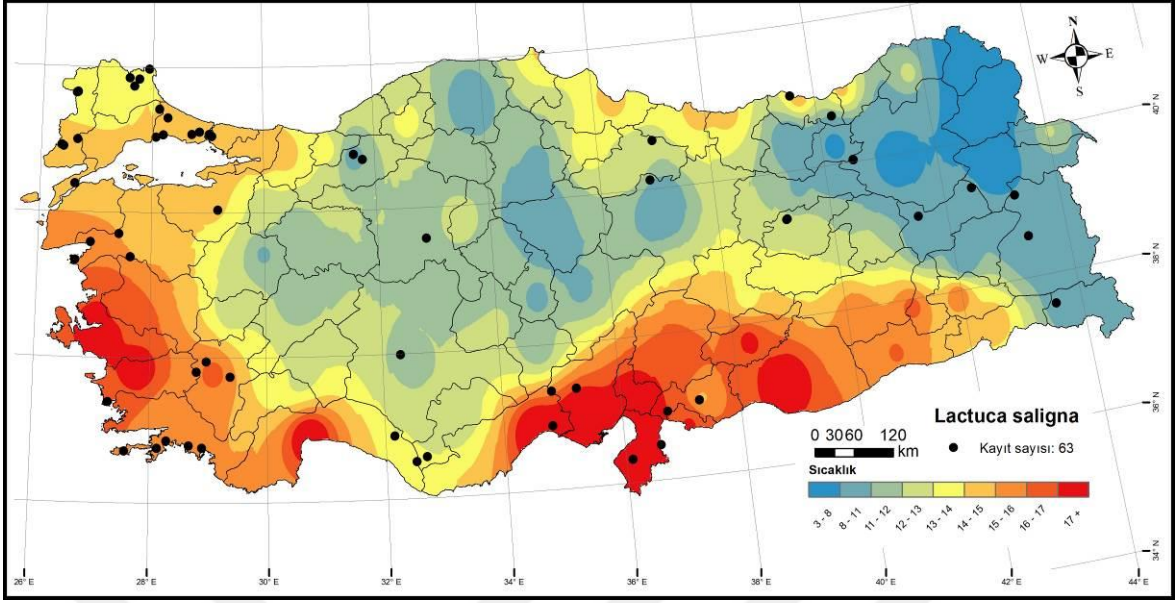 N
W E
S
40° N
38° N
36° N
34° N
Lactuca saligna
0 30 60 120
km
Kayıt sayısı: 63
Sıcaklık
3 - 8
8 - 11
11 - 12
12 - 13
13 - 14
14 - 15
15 - 16
16 - 17
17 +
26° E
28° E
30° E
32° E
34° E
36° E
38° E
40° E
42° E
44° E